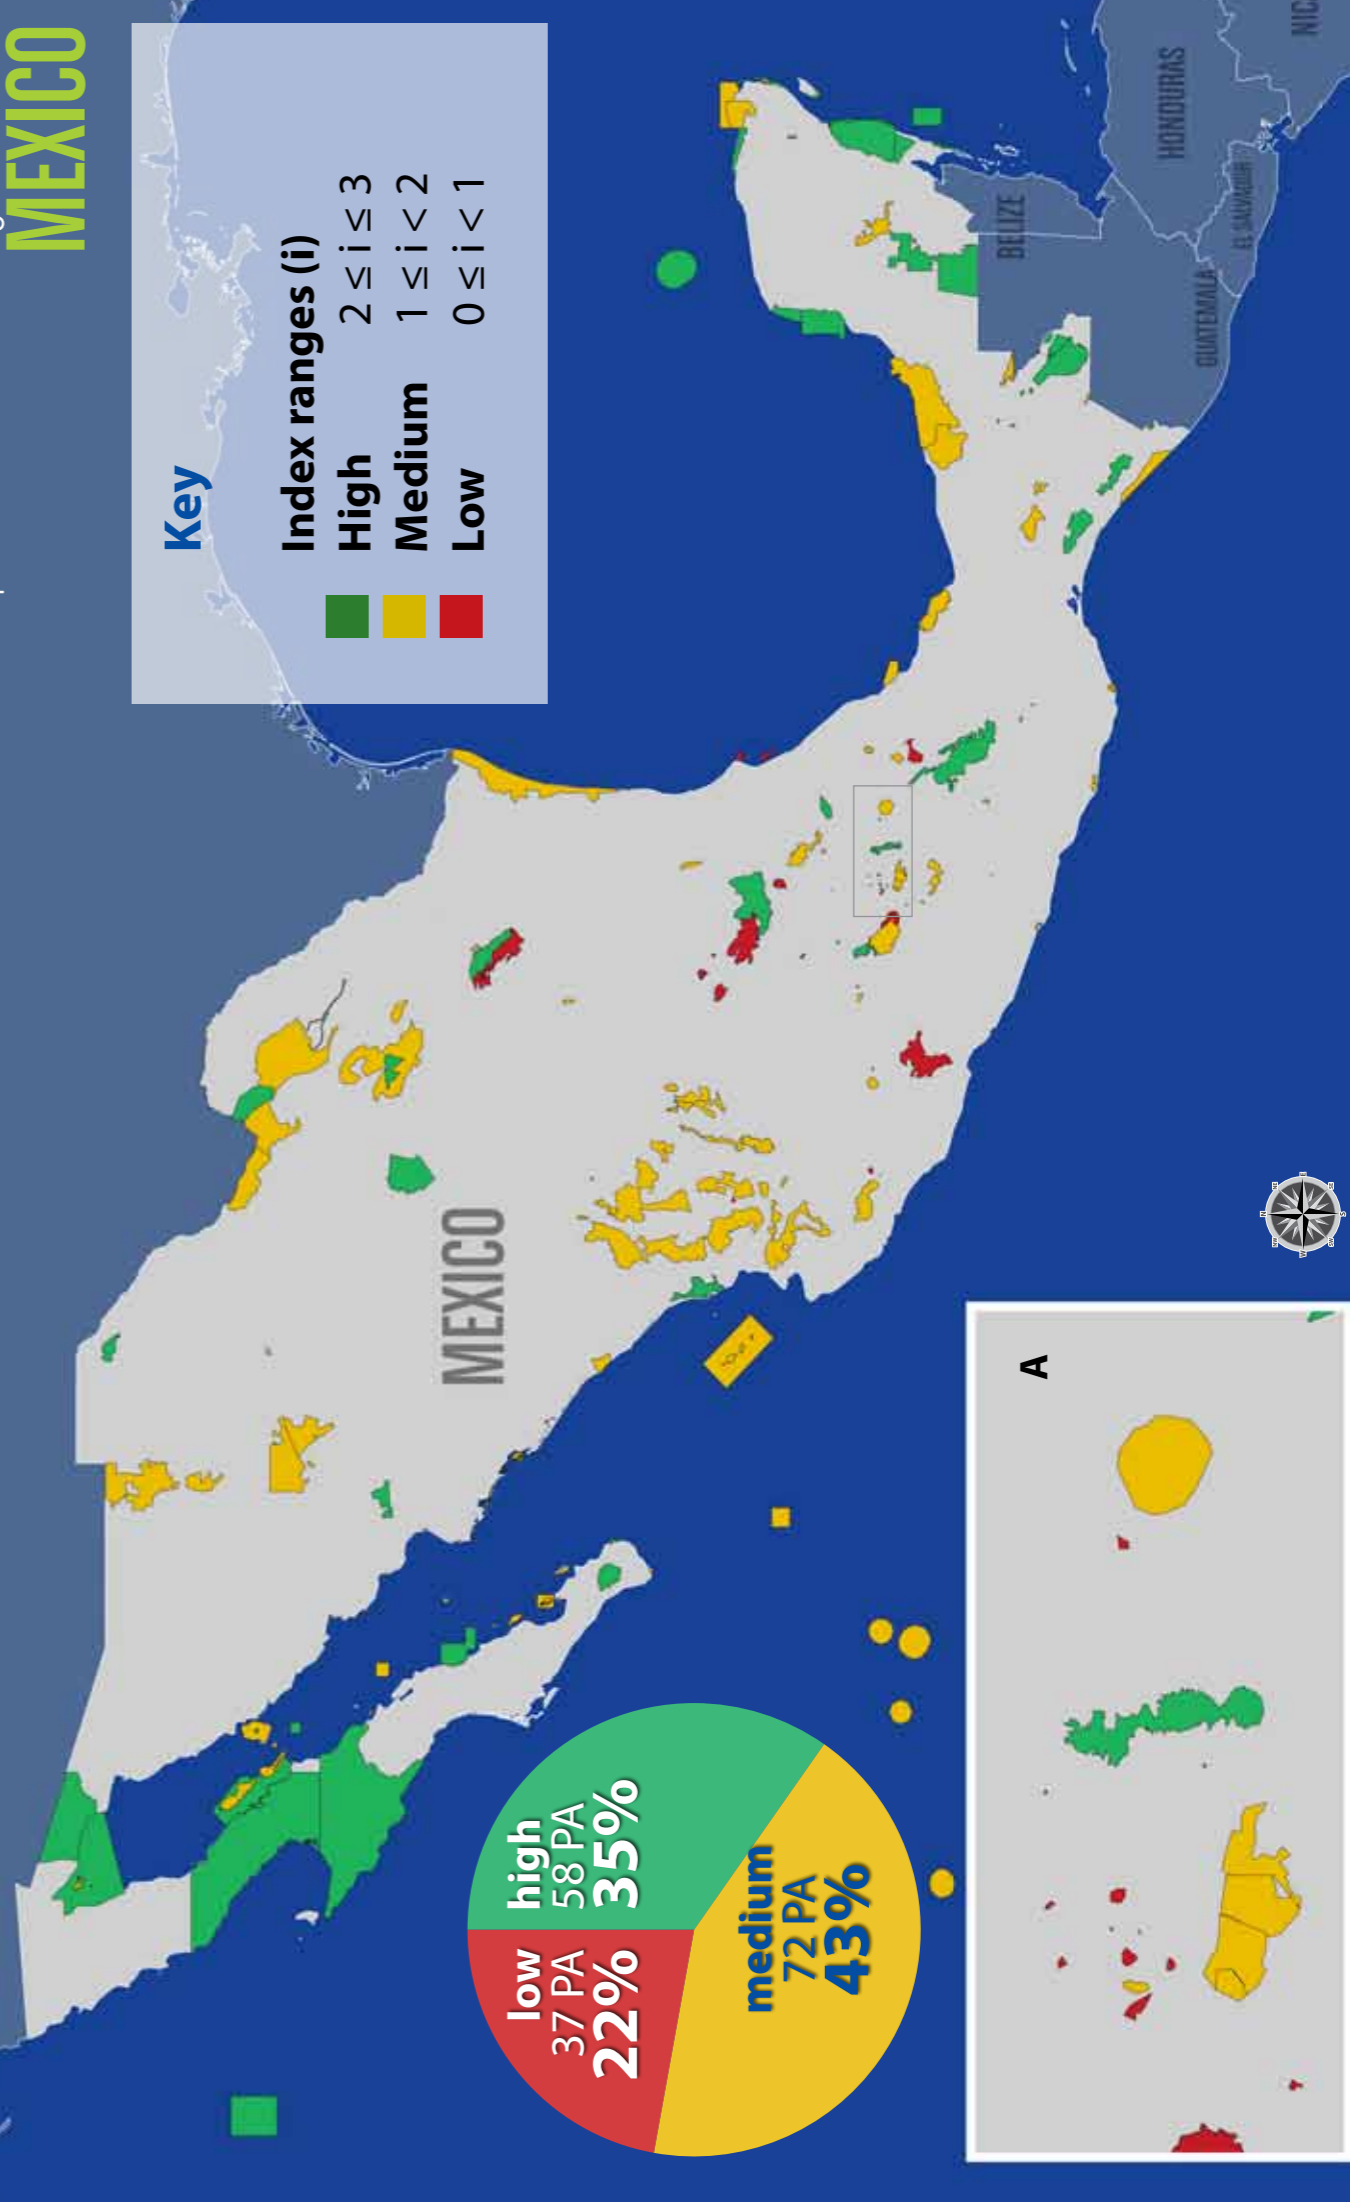 MEXICO
Key
Index ranges (i)
High 2 ≤ i ≤ 3
Medium 1 ≤ i < 2
Low 0 ≤ i < 1
MEXICO
BELIZE
GUATEMALA
HONDURAS
EL SALVADOR
NIC
low
37 PA
22%
high
58 PA
35%
medium
72 PA
43%
A